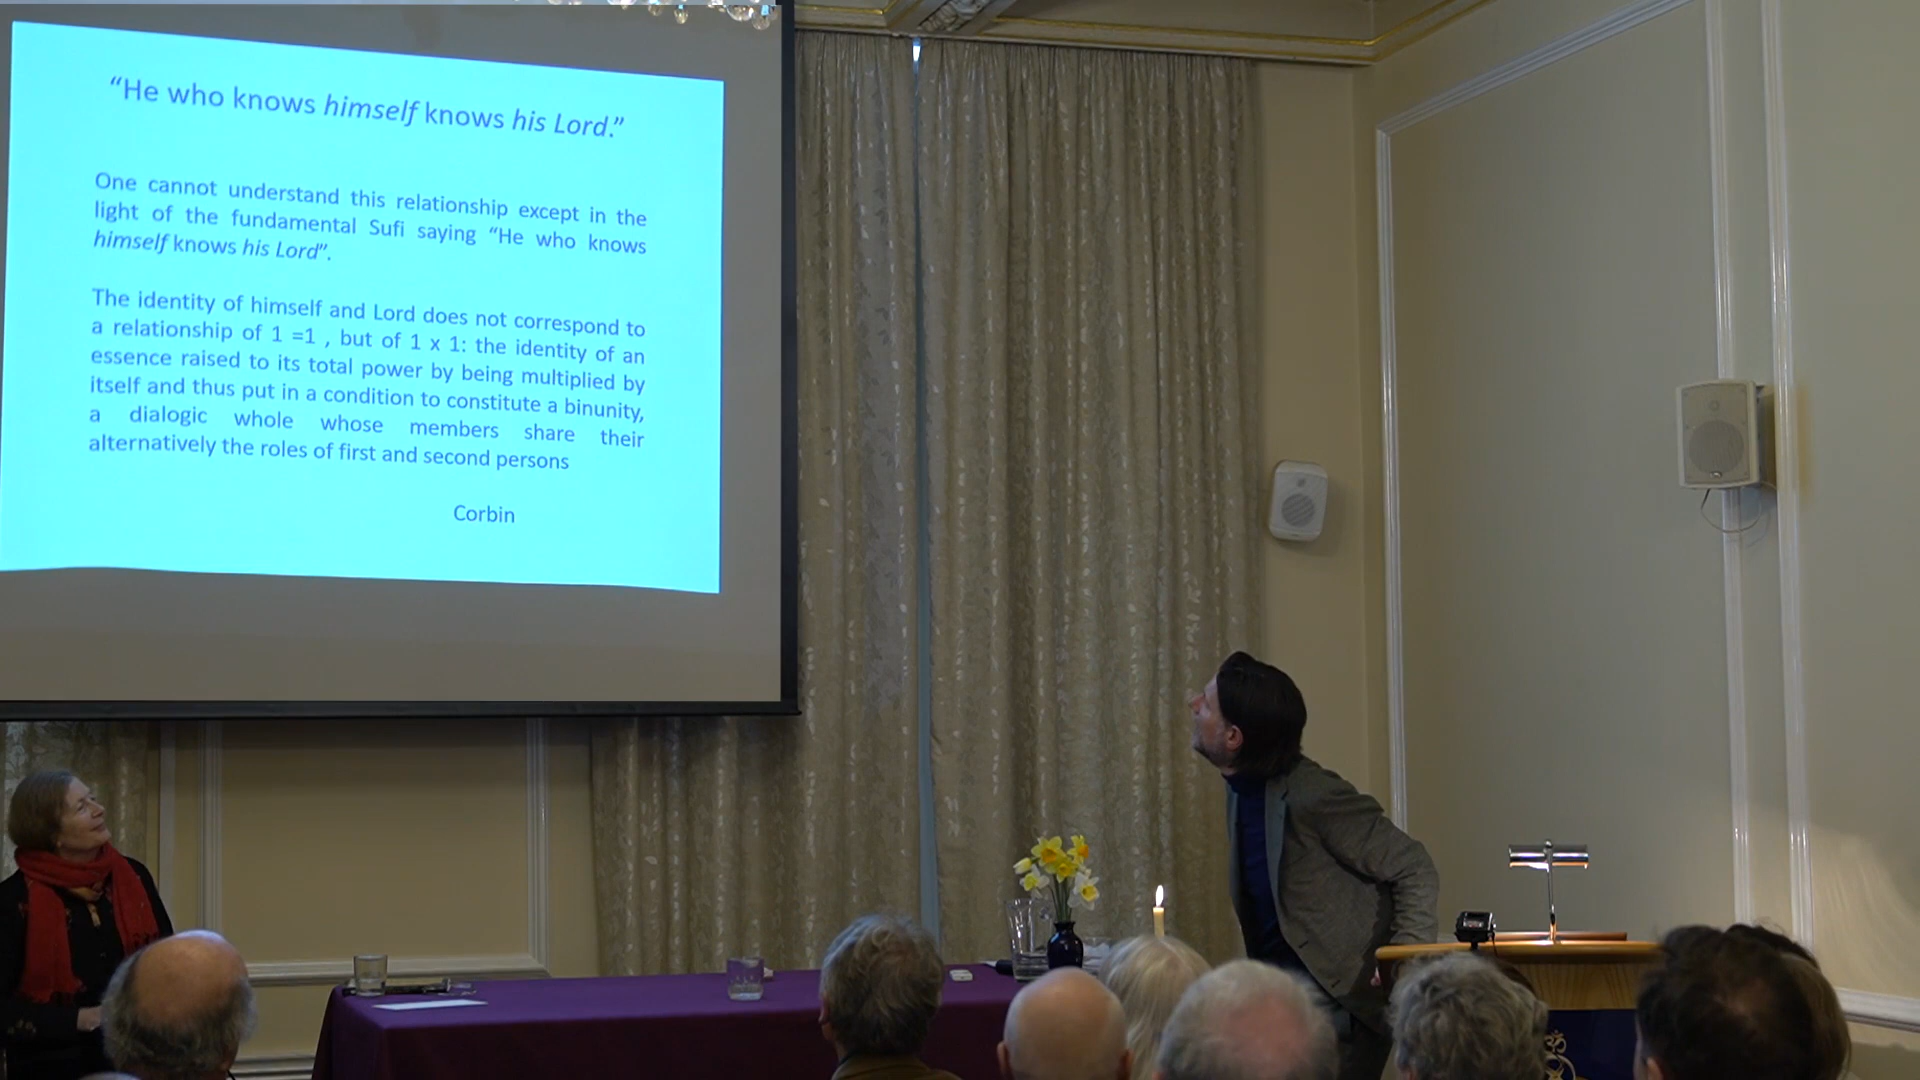 “He who knows himself knows his Lord.”
One cannot understand this relationship except in the
light of the fundamental Sufi saying “He who knows
himself knows his Lord”.
The identity of himself and Lord does not correspond to
a relationship of 1 =1 , but of 1 x 1: the identity of an
essence raised to its total power by being multiplied by
itself and thus put in a condition to constitute a binunity,
a dialogic whole whose members share their
alternatively the roles of first and second persons
Corbin